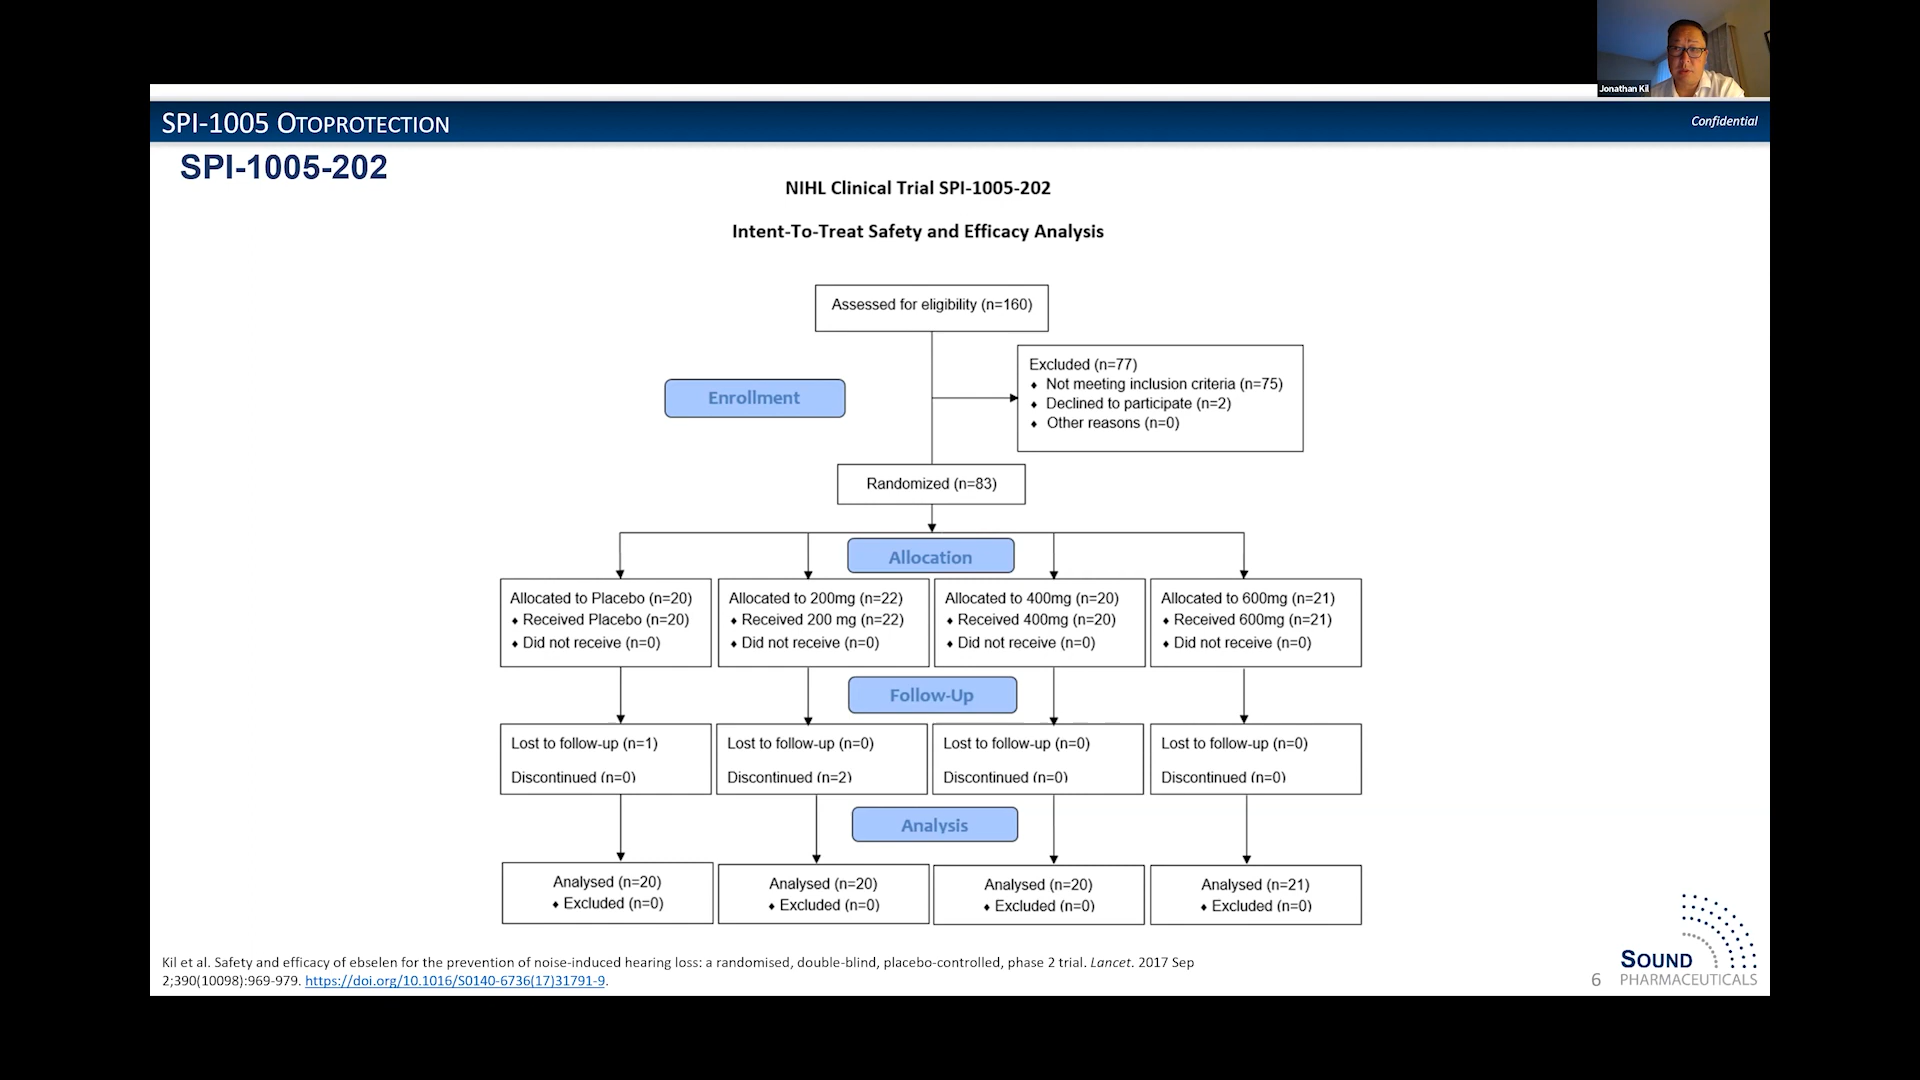 Jonathan Kil
SPI-1005 OTOPROTECTION
Confidential
SPI-1005-202
NIHL Clinical Trial SPI-1005-202
Intent-To-Treat Safety and Efficacy Analysis
Assessed for eligibility (n=160)
Excluded (n=77)
♦ Not meeting inclusion criteria (n=75)
♦ Declined to participate (n=2)
♦ Other reasons (n=0)
Enrollment
Randomized (n=83)
Allocation
Allocated to Placebo (n=20)
♦ Received Placebo (n=20)
♦ Did not receive (n=0)
Allocated to 200mg (n=22)
♦ Received 200 mg (n=22)
♦ Did not receive (n=0)
Allocated to 400mg (n=20)
♦ Received 400mg (n=20)
♦ Did not receive (n=0)
Allocated to 600mg (n=21)
♦ Received 600mg (n=21)
♦ Did not receive (n=0)
Follow-Up
Lost to follow-up (n=1)
Discontinued (n=0)
Lost to follow-up (n=0)
Discontinued (n=2)
Lost to follow-up (n=0)
Discontinued (n=0)
Lost to follow-up (n=0)
Discontinued (n=0)
Analysis
Analysed (n=20)
♦ Excluded (n=0)
Analysed (n=20)
♦ Excluded (n=0)
Analysed (n=20)
♦ Excluded (n=0)
Analysed (n=21)
♦ Excluded (n=0)
Kil et al. Safety and efficacy of ebselen for the prevention of noise-induced hearing loss: a randomised, double-blind, placebo-controlled, phase 2 trial. Lancet. 2017 Sep
2;390(10098):969-979. https://doi.org/10.1016/S0140-6736(17)31791-9.
6
SOUND
PHARMACEUTICALS